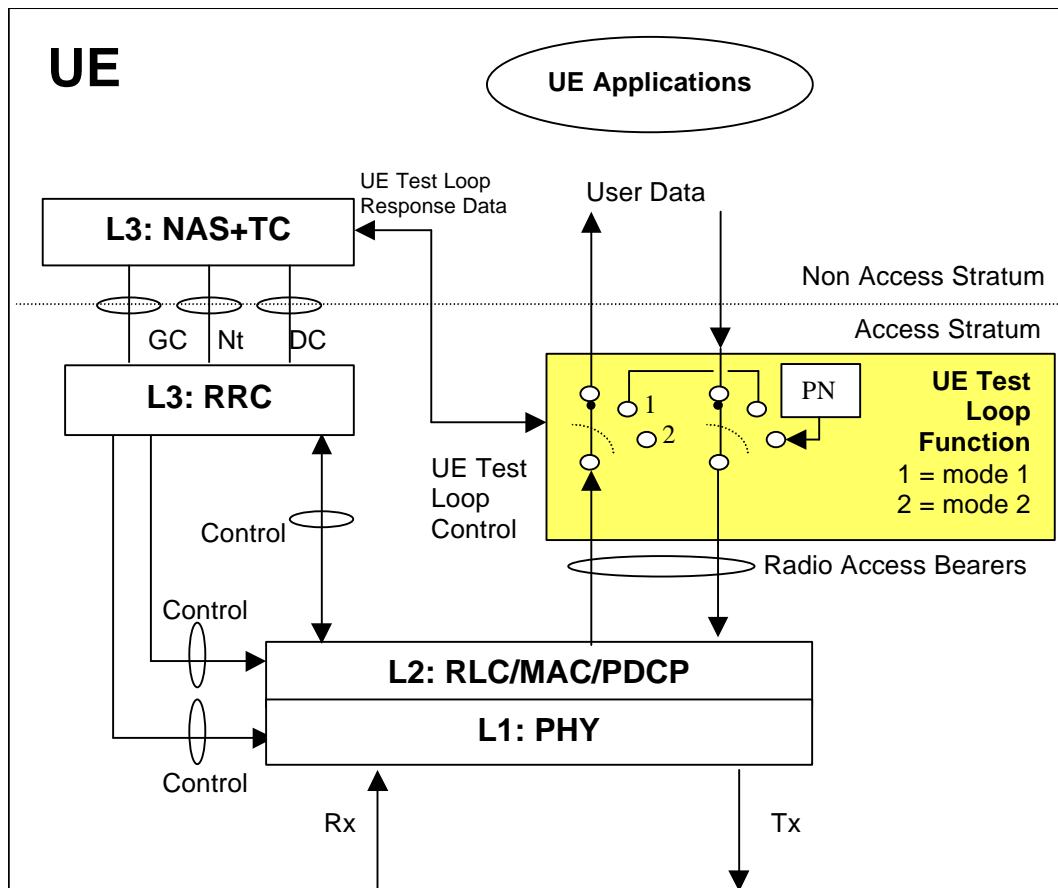 UE
UE Applications
UE Test Loop
Response Data
User Data
L3: NAS+TC
Non Access Stratum
GC
Nt
DC
Access Stratum
L3: RRC
1
2
PN
UE Test
Loop
Function
1 = mode 1
2 = mode 2
UE Test
Loop
Control
Control
Radio Access Bearers
Control
L2: RLC/MAC/PDCP
L1: PHY
Control
Rx
Tx